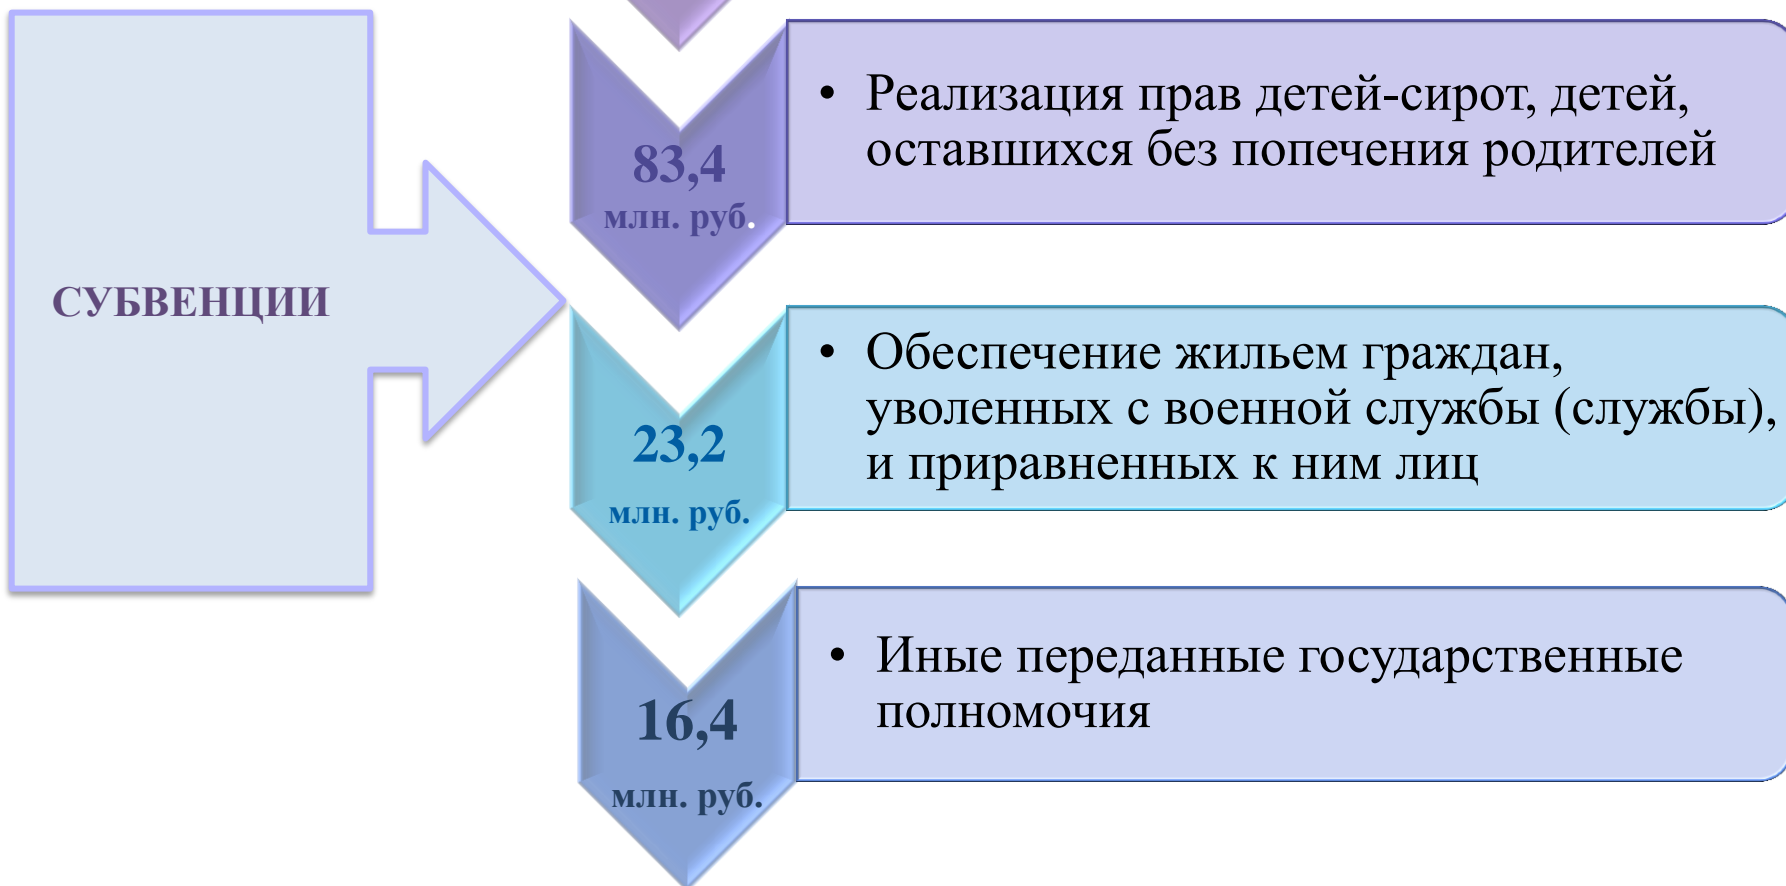 СУБВЕНЦИИ
83,4
млн. руб.
• Реализация прав детей-сирот, детей,
оставшихся без попечения родителей
23,2
млн. руб.
• Обеспечение жильем граждан,
уволенных с военной службы (службы),
и приравненных к ним лиц
16,4
млн. руб.
• Иные переданные государственные
полномочия